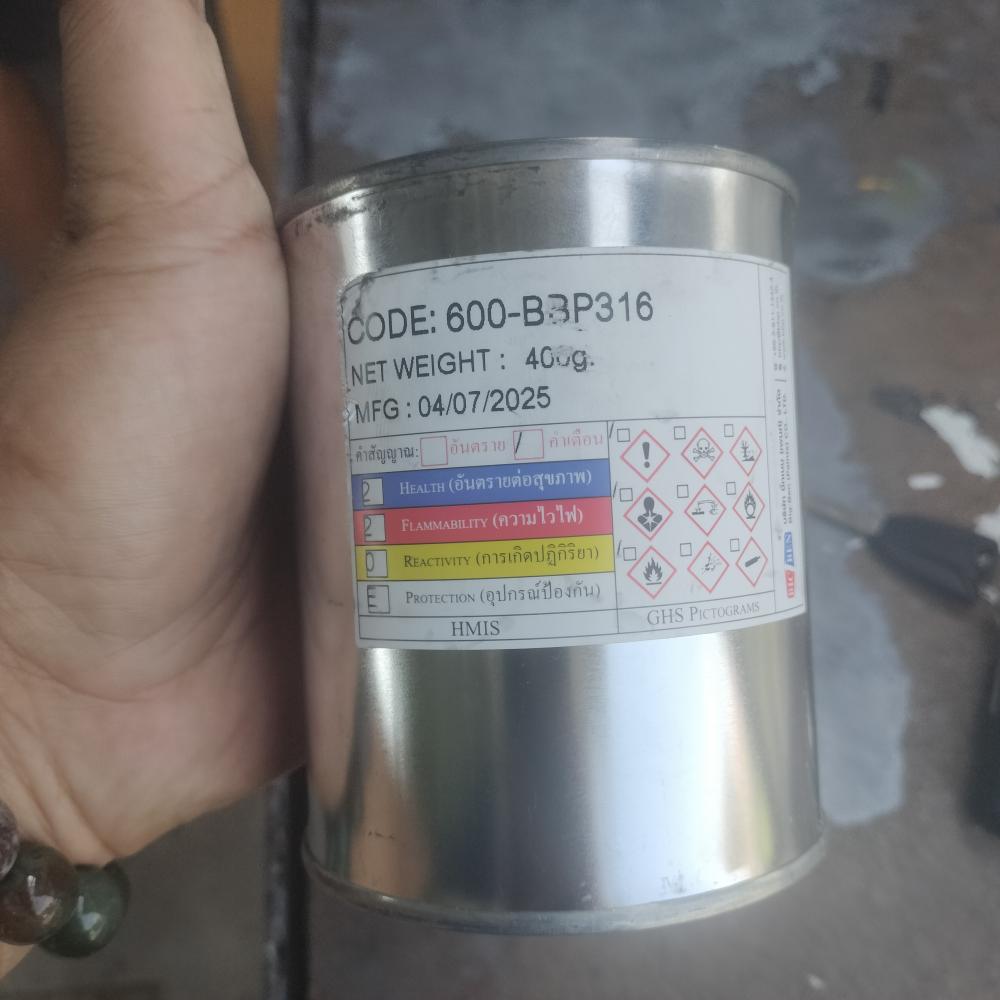 CODE: 600-BBP316
NET WEIGHT : 400g.
MFG : 04/07/2025
คำสัญญาณ: อันตราย / คำเตือน
2 HEALTH (อันตรายต่อสุขภาพ)
2 FLAMMABILITY (ความไวไฟ)
0 REACTIVITY (การเกิดปฏิกิริยา)
E PROTECTION (อุปกรณ์ป้องกัน)
HMIS
GHS PICTOGRAMS
BIG BEN